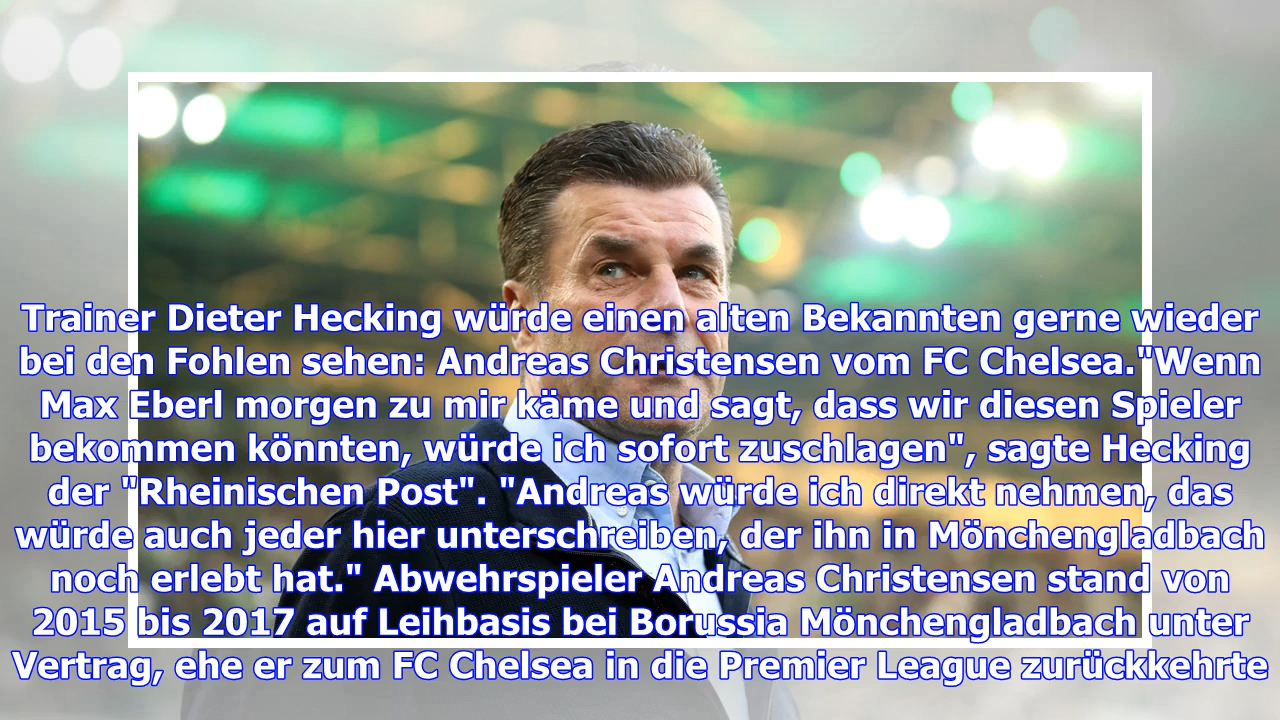 Trainer Dieter Hecking würde einen alten Bekannten gerne wieder
bei den Fohlen sehen: Andreas Christensen vom FC Chelsea."Wenn
Max Eberl morgen zu mir käme und sagt, dass wir diesen Spieler
bekommen könnten, würde ich sofort zuschlagen", sagte Hecking
der "Rheinischen Post". "Andreas würde ich direkt nehmen, das
würde auch jeder hier unterschreiben, der ihn in Mönchengladbach
noch erlebt hat." Abwehrspieler Andreas Christensen stand von
2015 bis 2017 auf Leihbasis bei Borussia Mönchengladbach unter
Vertrag, ehe er zum FC Chelsea in die Premier League zurückkehrte